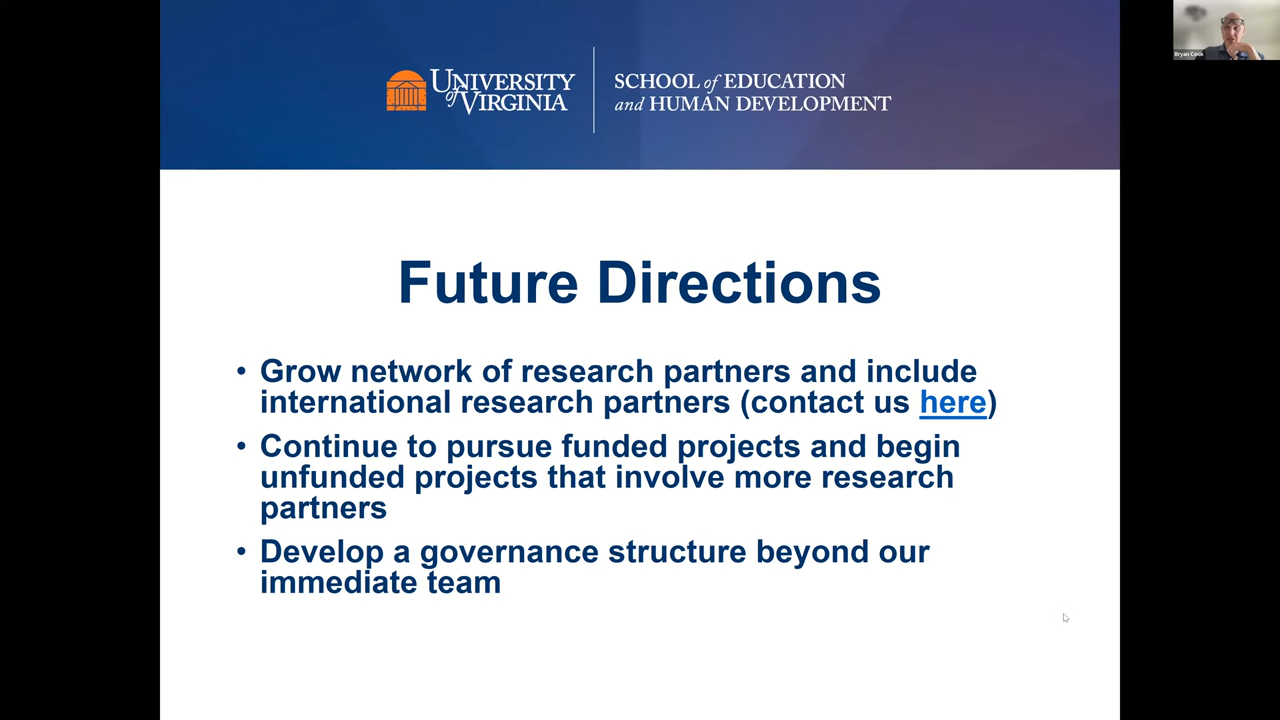 UNIVERSITY
of VIRGINIA
SCHOOL of EDUCATION
and HUMAN DEVELOPMENT
Bryan Cook
Future Directions
• Grow network of research partners and include
international research partners (contact us here)
• Continue to pursue funded projects and begin
unfunded projects that involve more research
partners
• Develop a governance structure beyond our
immediate team